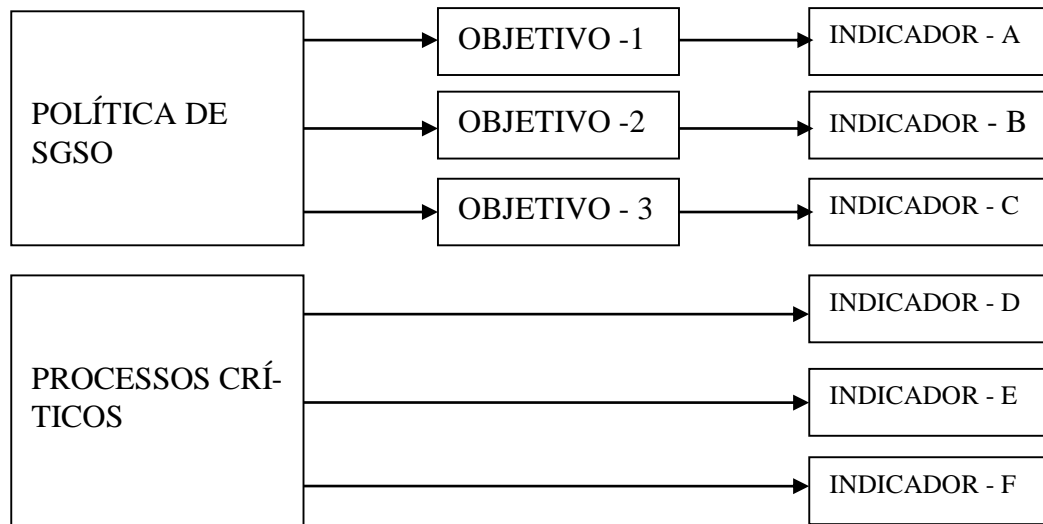 OBJETIVO -1
INDICADOR - A
POLÍTICA DE
SGSO
OBJETIVO -2
INDICADOR - B
OBJETIVO - 3
INDICADOR - C
INDICADOR - D
PROCESSOS CRÍ-
TICOS
INDICADOR - E
INDICADOR - F